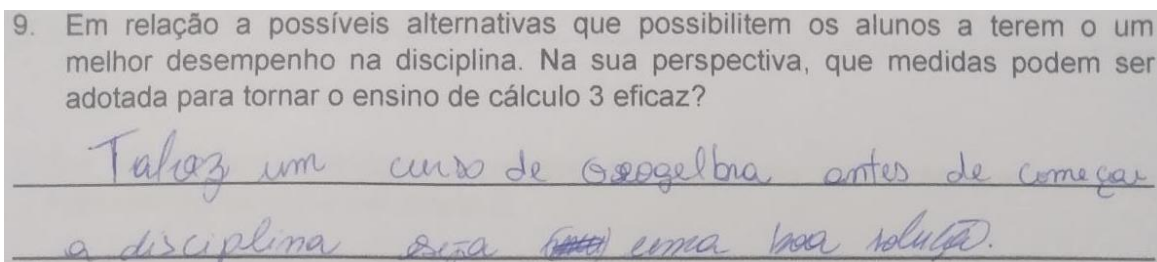 9. Em relação a possíveis alternativas que possibilitem os alunos a terem o um
melhor desempenho na disciplina. Na sua perspectiva, que medidas podem ser
adotada para tornar o ensino de cálculo 3 eficaz?
Talvez um curso de Geogelbra antes de começar
a disciplina seria uma boa solução.